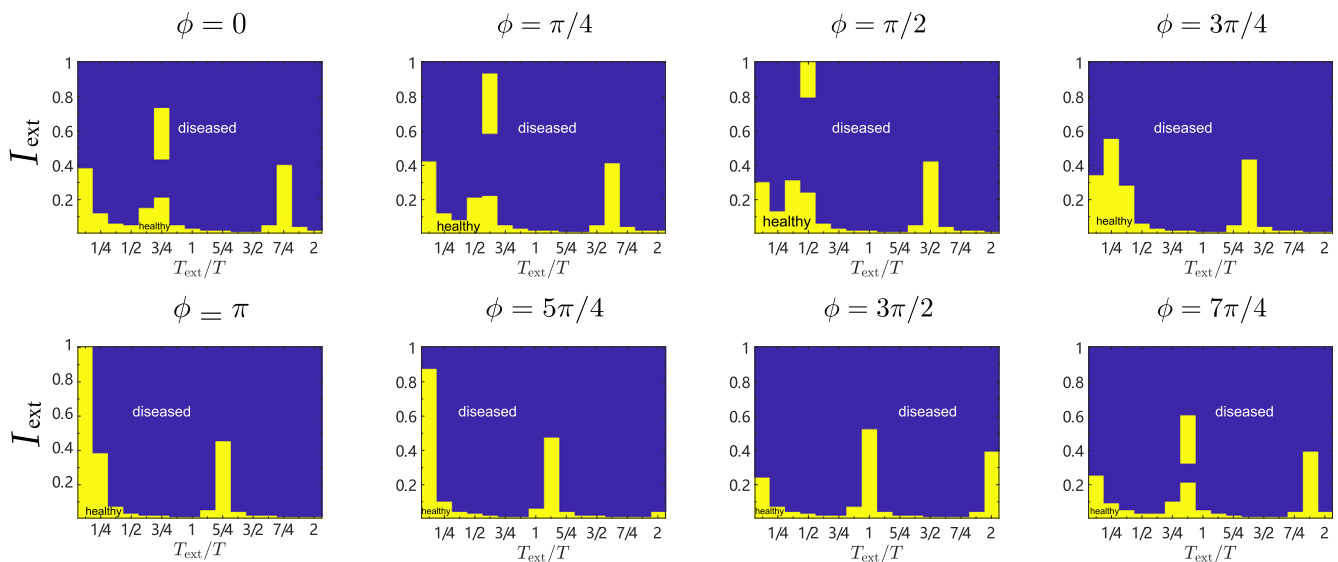 ϕ = 0
ϕ = π/4
ϕ = π/2
ϕ = 3π/4
I_ext
1
0.8
0.6
0.4
0.2
diseased
healthy
1/4 1/2 3/4 1 5/4 3/2 7/4 2
T_ext/T
1
0.8
0.6
0.4
0.2
diseased
healthy
1/4 1/2 3/4 1 5/4 3/2 7/4 2
T_ext/T
1
0.8
0.6
0.4
0.2
diseased
healthy
1/4 1/2 3/4 1 5/4 3/2 7/4 2
T_ext/T
1
0.8
0.6
0.4
0.2
diseased
healthy
1/4 1/2 3/4 1 5/4 3/2 7/4 2
T_ext/T
ϕ = π
ϕ = 5π/4
ϕ = 3π/2
ϕ = 7π/4
I_ext
1
0.8
0.6
0.4
0.2
diseased
healthy
1/4 1/2 3/4 1 5/4 3/2 7/4 2
T_ext/T
1
0.8
0.6
0.4
0.2
diseased
healthy
1/4 1/2 3/4 1 5/4 3/2 7/4 2
T_ext/T
1
0.8
0.6
0.4
0.2
diseased
healthy
1/4 1/2 3/4 1 5/4 3/2 7/4 2
T_ext/T
1
0.8
0.6
0.4
0.2
diseased
healthy
1/4 1/2 3/4 1 5/4 3/2 7/4 2
T_ext/T